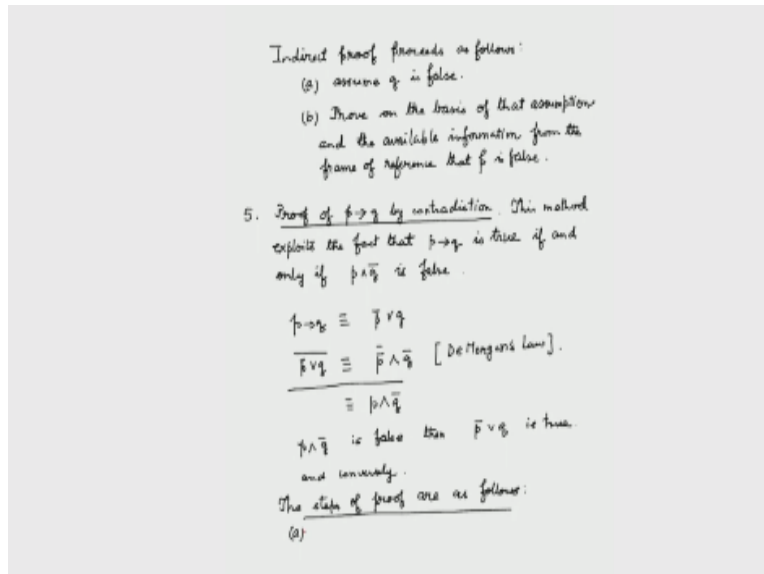 Indirect proof proceeds as follows:
(a) assume q is false.
(b) Prove on the basis of that assumption
and the available information from the
frame of reference that p is false.
5. Proof of p→q by contradiction. This method
exploits the fact that p→q is true if and
only if p∧q̅ is false.
p→q ≡ p̅ ∨ q
\overline{p̅ ∨ q} ≡ p̿ ∧ q̅ [De Morgan's Law].
≡ p∧q̅
p∧q̅ is false then p̅ ∨ q is true.
and conversely.
The steps of proof are as follows:
(a)